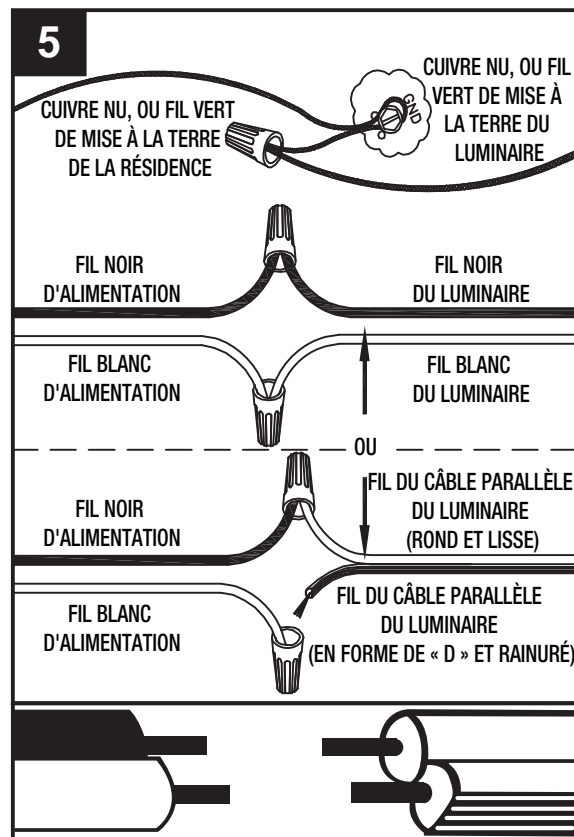 5
CUIVRE NU, OU FIL VERT
DE MISE À LA TERRE
DE LA RÉSIDENCE
GND
CUIVRE NU, OU FIL
VERT DE MISE À
LA TERRE DU
LUMINAIRE
FIL NOIR
D'ALIMENTATION
FIL NOIR
DU LUMINAIRE
FIL BLANC
D'ALIMENTATION
FIL BLANC
DU LUMINAIRE
OU
FIL NOIR
D'ALIMENTATION
FIL DU CÂBLE PARALLÈLE
DU LUMINAIRE
(ROND ET LISSE)
FIL BLANC
D'ALIMENTATION
FIL DU CÂBLE PARALLÈLE
DU LUMINAIRE
(EN FORME DE « D » ET RAINURÉ)